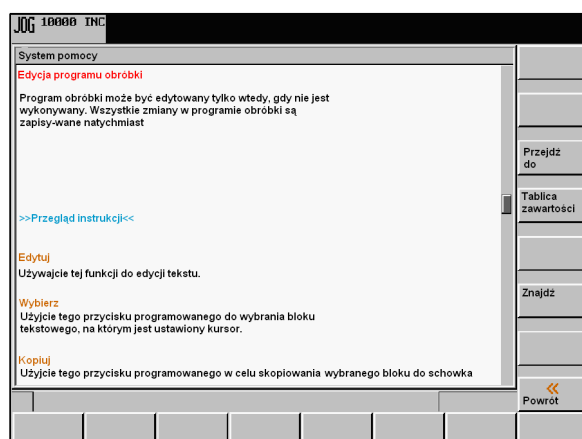 JOG 10000 INC
System pomocy
Edycja programu obróbki
Program obróbki może być edytowany tylko wtedy, gdy nie jest
wykonywany. Wszystkie zmiany w programie obróbki są
zapisy-wane natychmiast
>>Przegląd instrukcji<<
Edytuj
Używajcie tej funkcji do edycji tekstu.
Wybierz
Użyjcie tego przycisku programowanego do wybrania bloku
tekstowego, na którym jest ustawiony kursor.
Kopiuj
Użyjcie tego przycisku programowanego w celu skopiowania wybranego bloku do schowka
Przejdź
do
Tablica
zawartości
Znajdź
Powrót